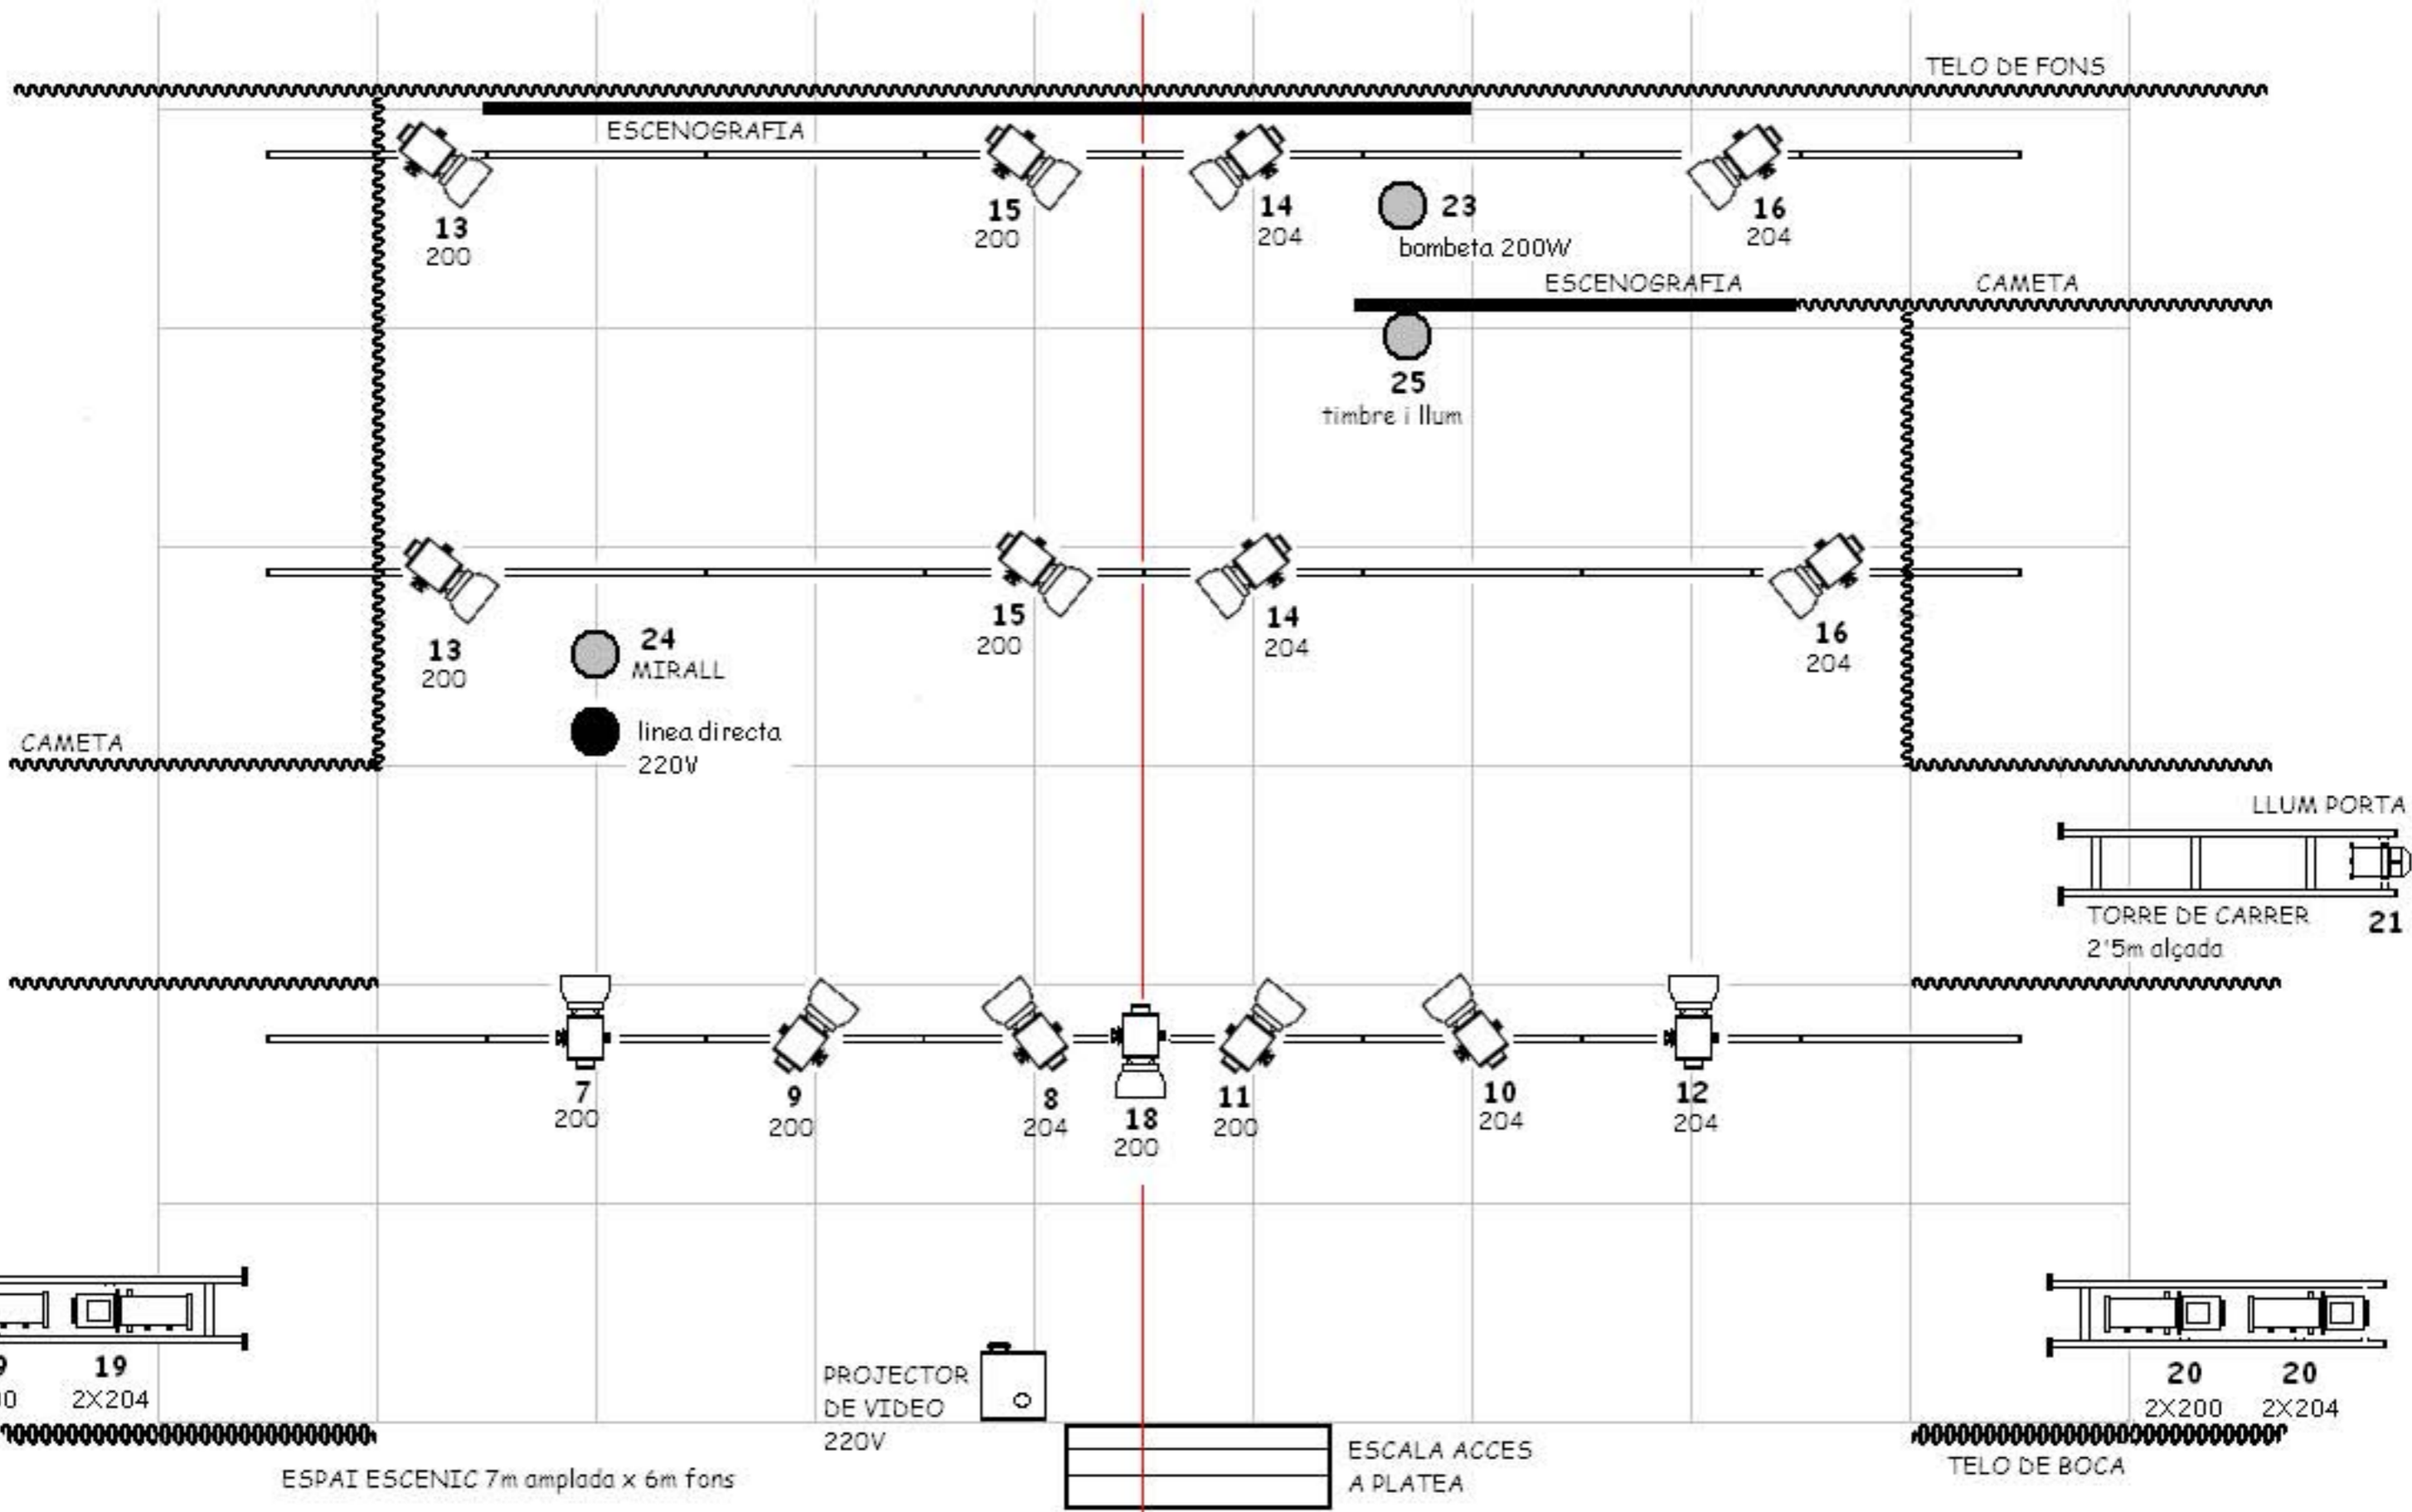 TELO DE FONS
ESCENOGRAFIA
13
200
15
200
14
204
23
bombeta 200W
16
204
ESCENOGRAFIA
CAMETA
25
timbre i llum
13
200
24
MIRALL
15
200
14
204
16
204
linea directa
220V
CAMETA
LLUM PORTA
TORRE DE CARRER
2'5m alçada
21
7
200
9
200
8
204
18
200
11
200
10
204
12
204
19
2X204
20
2X200
20
2X204
PROJECTOR
DE VIDEO
220V
ESCALA ACCES
A PLATEA
TELO DE BOCA
ESPAI ESCENIC 7m amplada x 6m fons